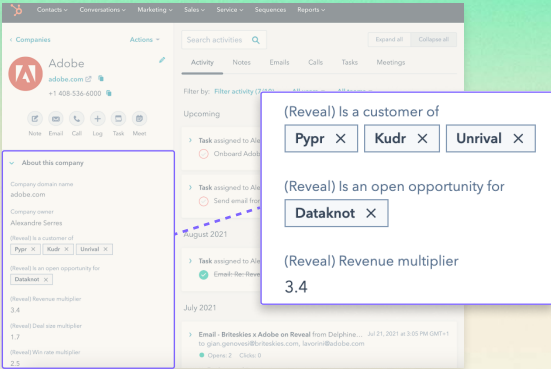 Contacts Conversations Marketing Sales Service Sequences Reports
Companies
Actions
Adobe
adobe.com
+1 408-536-6000
Note Email Call Log Task Meet
About this company
Company domain name
adobe.com
Company owner
Alexandre Serres
(Reveal) Is a customer of
Pypr × Kudr × Unrival ×
(Reveal) Is an open opportunity for
Dataknot ×
(Reveal) Revenue multiplier
3.4
(Reveal) Deal size multiplier
1.7
(Reveal) Win rate multiplier
2.5
Search activities
Expand all Collapse all
Activity Notes Emails Calls Tasks Meetings
Filter by: Filter activity
Upcoming
Task assigned to Ale
Onboard Adob
Task assigned to Ale
Send email from
August 2021
Task assigned to Ale
Email: Re: Reve
July 2021
Email - Briteskies x Adobe on Reveal from Delphine... Jul 21, 2021 at 3:05 PM GMT+1
to gian.genovesi@briteskies.com, lavorini@adobe.com
Opens: 2 Clicks: 0
(Reveal) Is a customer of
Pypr × Kudr × Unrival ×
(Reveal) Is an open opportunity for
Dataknot ×
(Reveal) Revenue multiplier
3.4